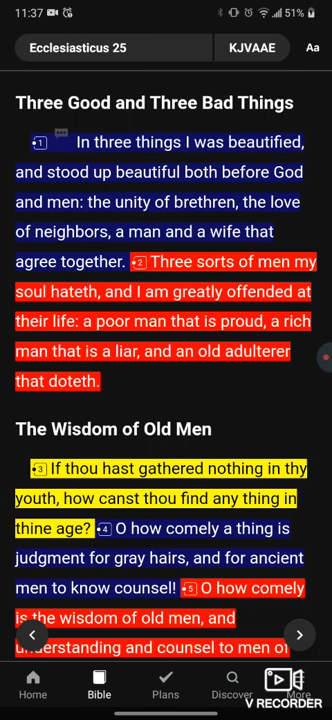 11:37 51%
Ecclesiasticus 25 KJVAAE Aa
Three Good and Three Bad Things
1 In three things I was beautified,
and stood up beautiful both before God
and men: the unity of brethren, the love
of neighbors, a man and a wife that
agree together. 2 Three sorts of men my
soul hateth, and I am greatly offended at
their life: a poor man that is proud, a rich
man that is a liar, and an old adulterer
that doteth.
The Wisdom of Old Men
3 If thou hast gathered nothing in thy
youth, how canst thou find any thing in
thine age? 4 O how comely a thing is
judgment for gray hairs, and for ancient
men to know counsel! 5 O how comely
is the wisdom of old men, and
understanding and counsel to men of
Home Bible Plans Discover More
V RECORDER